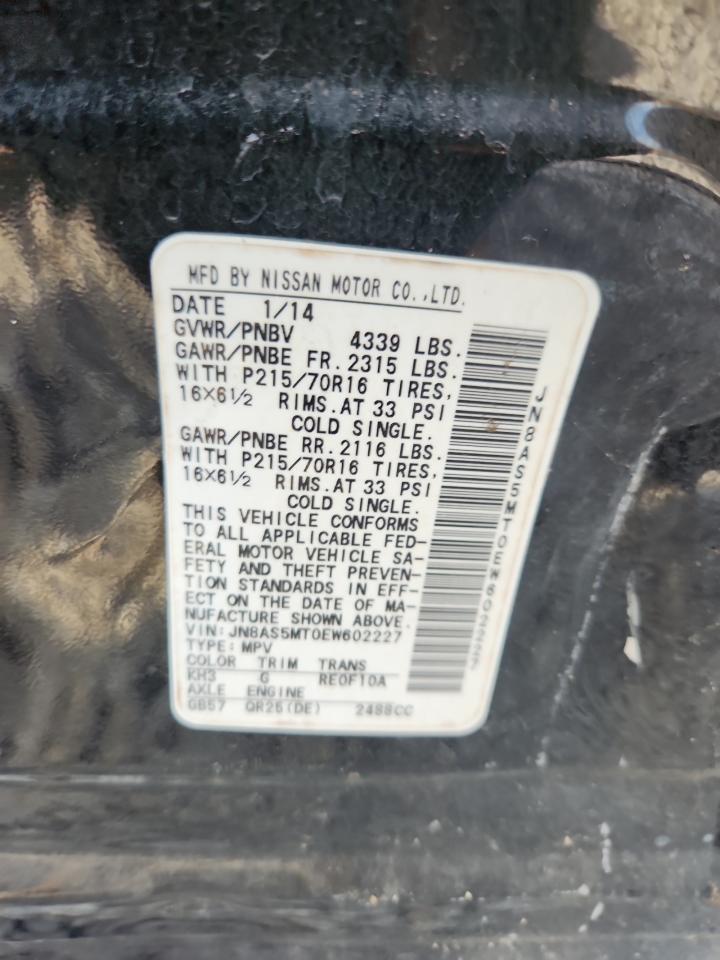 MFD BY NISSAN MOTOR CO.,LTD.
DATE 1/14
GVWR/PNBV 4339 LBS.
GAWR/PNBE FR. 2315 LBS.
WITH P215/70R16 TIRES,
16×6½ RIMS.AT 33 PSI
COLD SINGLE.
GAWR/PNBE RR. 2116 LBS.
WITH P215/70R16 TIRES,
16×6½ RIMS.AT 33 PSI
COLD SINGLE.
THIS VEHICLE CONFORMS
TO ALL APPLICABLE FED-
ERAL MOTOR VEHICLE SA-
FETY AND THEFT PREVEN-
TION STANDARDS IN EFF-
ECT ON THE DATE OF MA-
NUFACTURE SHOWN ABOVE.
VIN: JN8AS5MT0EW602227
TYPE: MPV
COLOR TRIM TRANS
KH3 G RE0F10A
AXLE ENGINE
GB57 QR25(DE) 2488CC
JN8AS5MT0EW602227